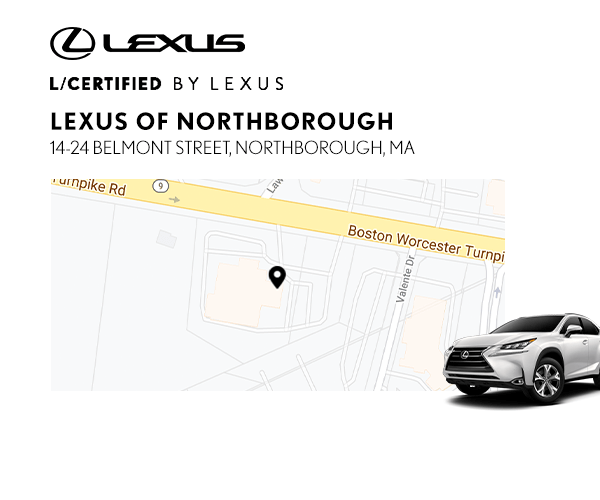 LEXUS
L/CERTIFIED BY LEXUS
LEXUS OF NORTHBOROUGH
14-24 BELMONT STREET, NORTHBOROUGH, MA
Turnpike Rd
9
Law
Boston Worcester Turnpi
Valente Dr